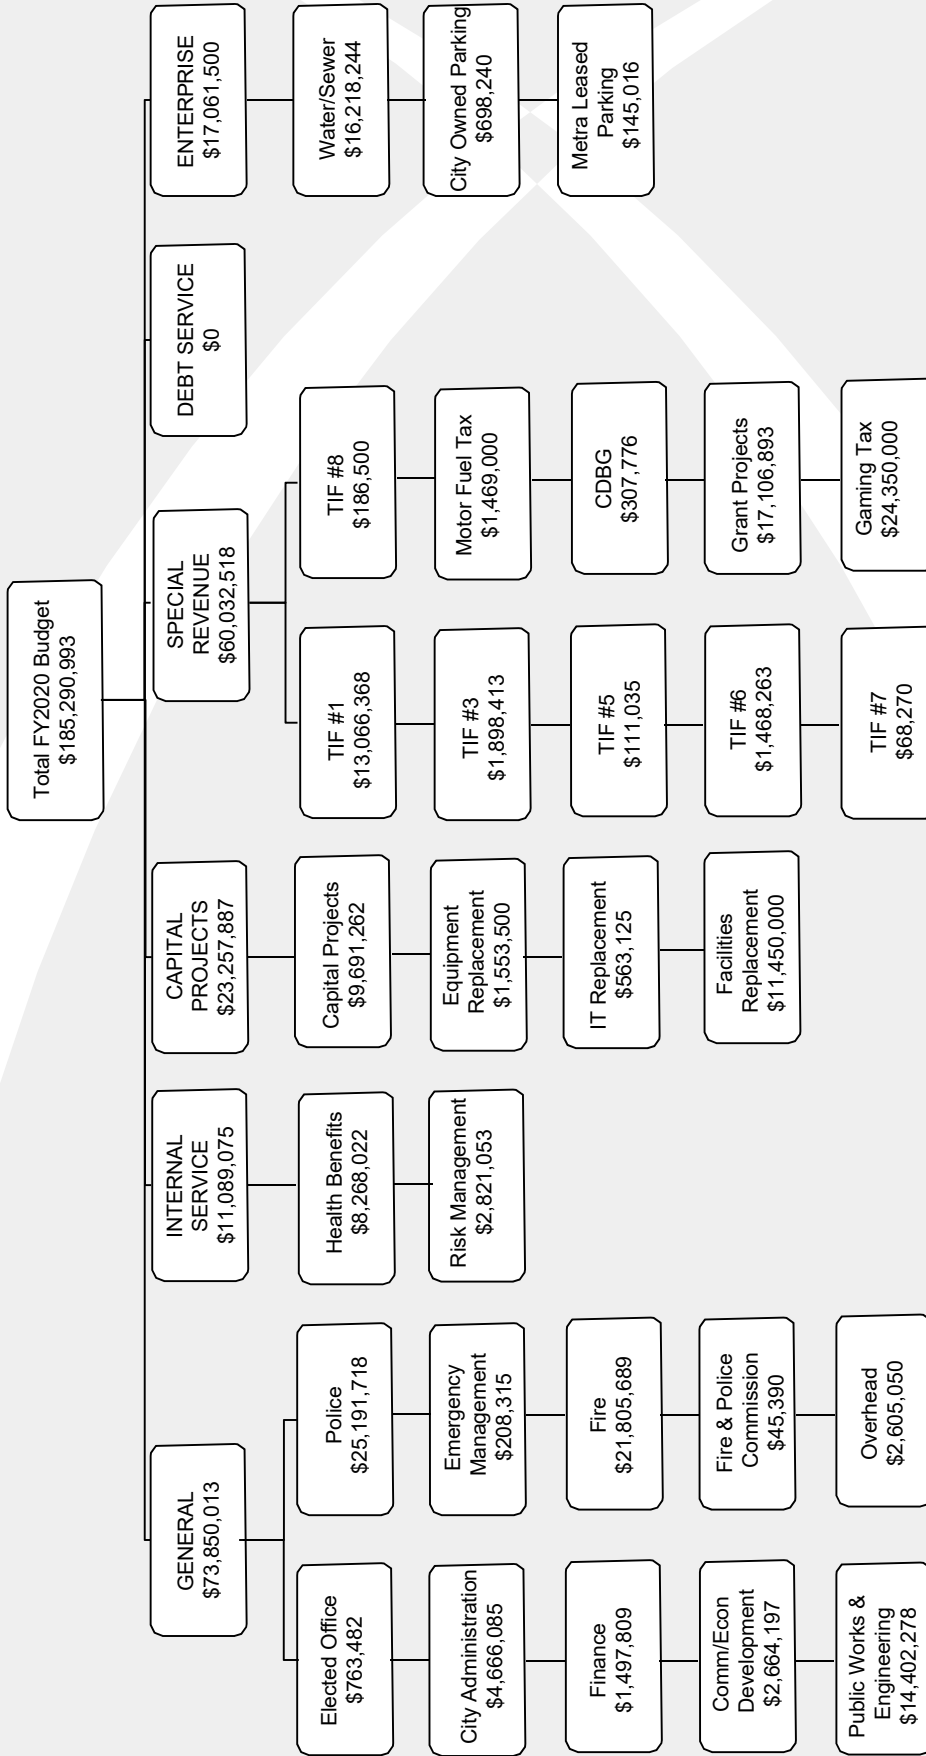 Total FY2020 Budget
$185,290,993
GENERAL
$73,850,013
INTERNAL
SERVICE
$11,089,075
CAPITAL
PROJECTS
$23,257,887
SPECIAL
REVENUE
$60,032,518
DEBT SERVICE
$0
ENTERPRISE
$17,061,500
Elected Office
$763,482
City Administration
$4,666,085
Finance
$1,497,809
Comm/Econ
Development
$2,664,197
Public Works &
Engineering
$14,402,278
Police
$25,191,718
Emergency
Management
$208,315
Fire
$21,805,689
Fire & Police
Commission
$45,390
Overhead
$2,605,050
Health Benefits
$8,268,022
Risk Management
$2,821,053
Capital Projects
$9,691,262
Equipment
Replacement
$1,553,500
IT Replacement
$563,125
Facilities
Replacement
$11,450,000
TIF #1
$13,066,368
TIF #3
$1,898,413
TIF #5
$111,035
TIF #6
$1,468,263
TIF #7
$68,270
TIF #8
$186,500
Motor Fuel Tax
$1,469,000
CDBG
$307,776
Grant Projects
$17,106,893
Gaming Tax
$24,350,000
Water/Sewer
$16,218,244
City Owned Parking
$698,240
Metra Leased
Parking
$145,016